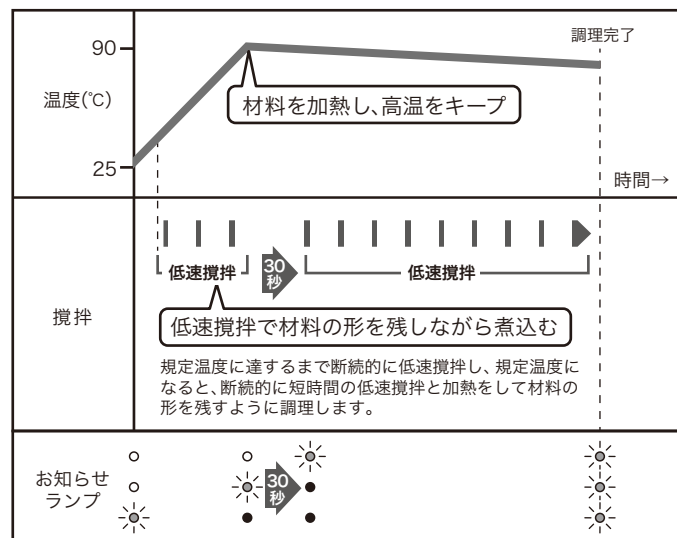 調理完了
90
温度(℃)
材料を加熱し、高温をキープ
25
時間→
撹拌
低速撹拌
30
秒
低速撹拌
低速撹拌で材料の形を残しながら煮込む
規定温度に達するまで断続的に低速撹拌し、規定温度に
なると、断続的に短時間の低速撹拌と加熱をして材料の
形を残すように調理します。
お知らせ
ランプ
30
秒